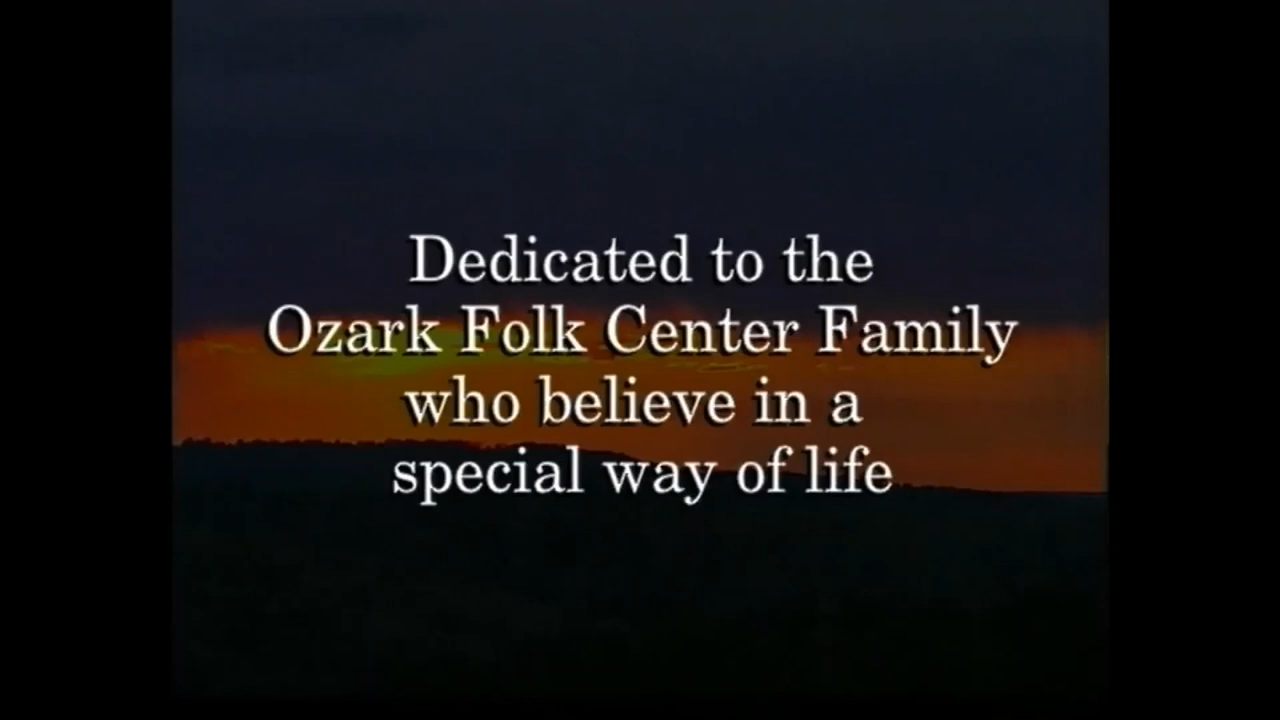 Dedicated to the
Ozark Folk Center Family
who believe in a
special way of life